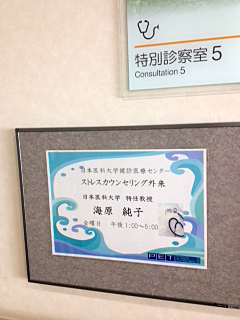 特別診察室 5
Consultation 5
日本医科大学健診医療センター
ストレスカウンセリング外来
日本医科大学 特任教授
海原 純子
金曜日 午後 1:00～5:00
PET